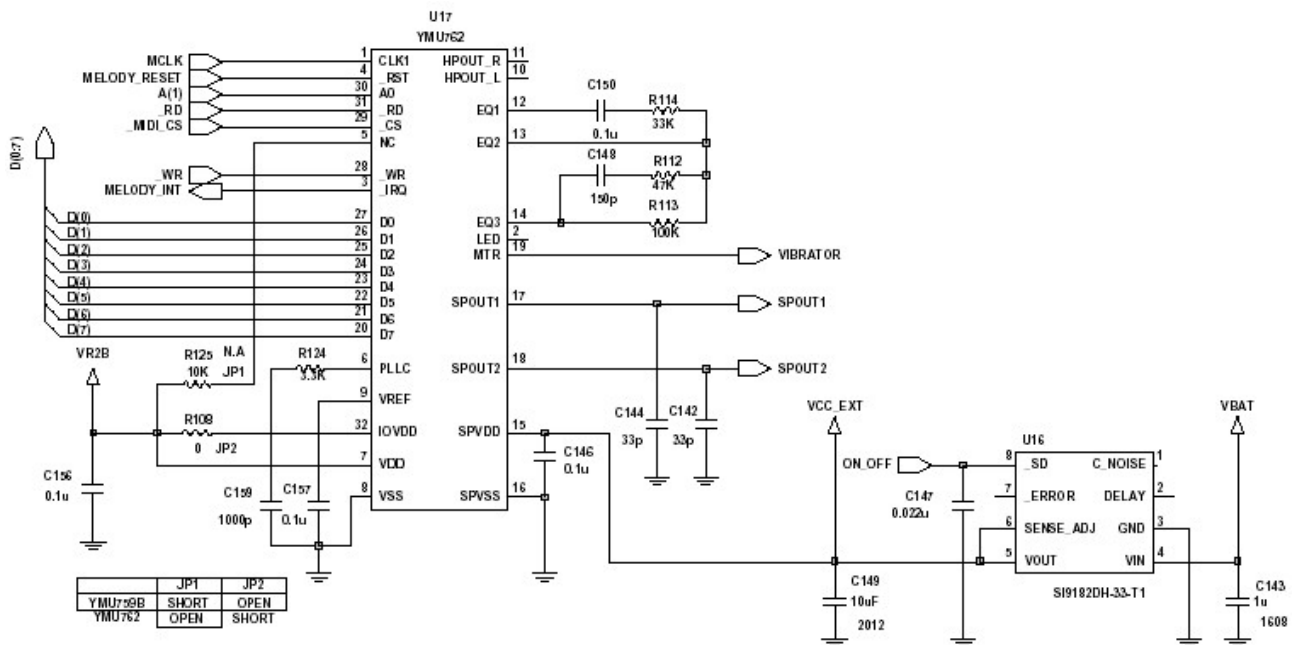 U17
YMU762
MCLK 1 CLK1 HPOUT_R 11
MELODY_RESET 4 _RST HPOUT_L 10
A(1) 30 A0
_RD 31 _RD EQ1 12 C150 0.1u R114 33K
_MIDI_CS 29 _CS
5 NC EQ2 13
D(0:7)
_WR 28 _WR C148 150p R112 47K
MELODY_INT 3 _IRQ
R113 100K
D(0) 27 D0 EQ3 14
D(1) 26 D1 LED 2
D(2) 25 D2 MTR 19 VIBRATOR
D(3) 24 D3
D(4) 23 D4
D(5) 22 D5 SPOUT1 17 SPOUT1
D(6) 21 D6
D(7) 20 D7
VR2B R125 10K N.A JP1 R124 3.3K 6 PLLC SPOUT2 18 SPOUT2
9 VREF
C144 33p C142 33p VCC_EXT VBAT
R108 0 JP2 32 IOVDD SPVDD 15
7 VDD
C156 0.1u C159 1000p C157 0.1u 8 VSS SPVSS 16 C146 0.1u
U16
ON_OFF 8 _SD C_NOISE 1
C147 0.022u 7 _ERROR DELAY 2
6 SENSE_ADJ GND 3
5 VOUT VIN 4
SI9182DH-33-T1
C149 10uF 2012
C143 1u 1608
JP1 JP2
YMU759B SHORT OPEN
YMU762 OPEN SHORT